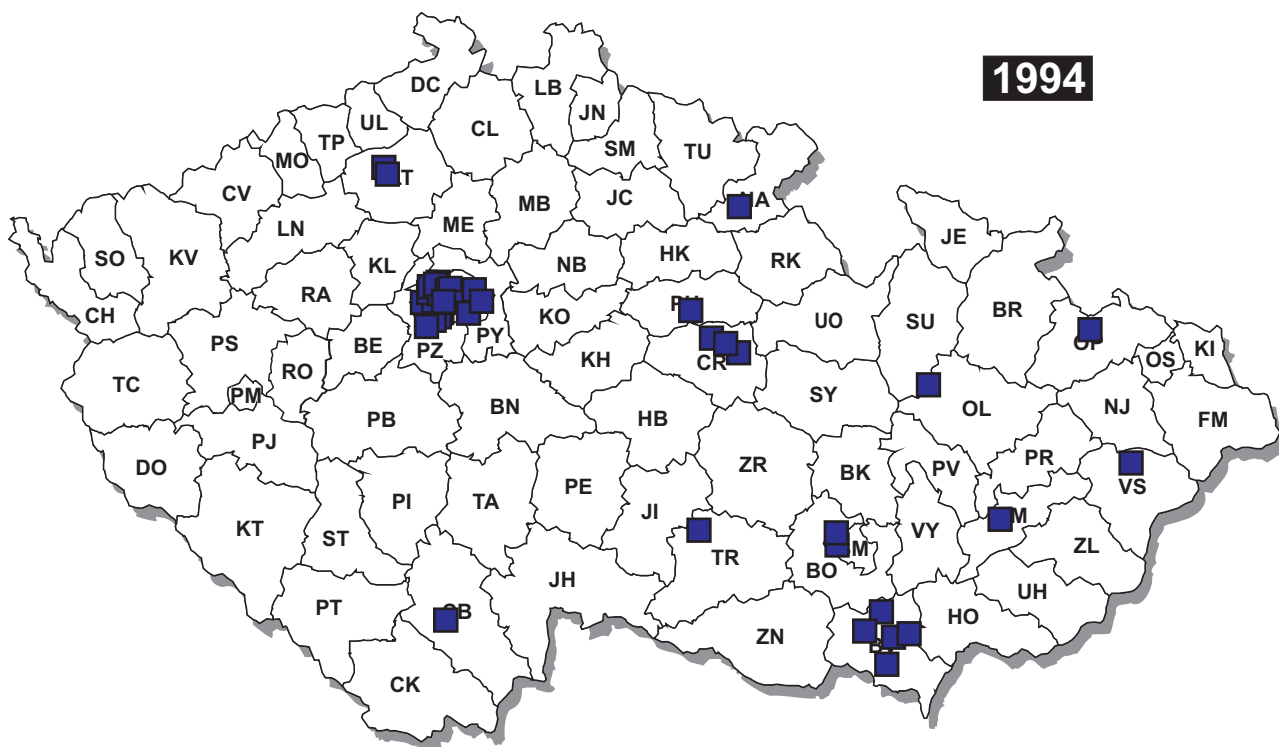 1994
DC
LB
JN
UL
CL
TP
MO
SM
TU
CV
MB
JC
LN
ME
JE
SO
KV
KL
NB
HK
RK
RA
CH
KO
UO
SU
BR
PS
BE
PZ
PY
KH
CR
OS
KI
TC
RO
PM
PB
BN
HB
SY
OL
NJ
FM
DO
PJ
ZR
BK
PV
PR
VS
KT
PI
TA
PE
JI
ST
TR
VY
ZL
BO
JH
UH
PT
ZN
HO
CK